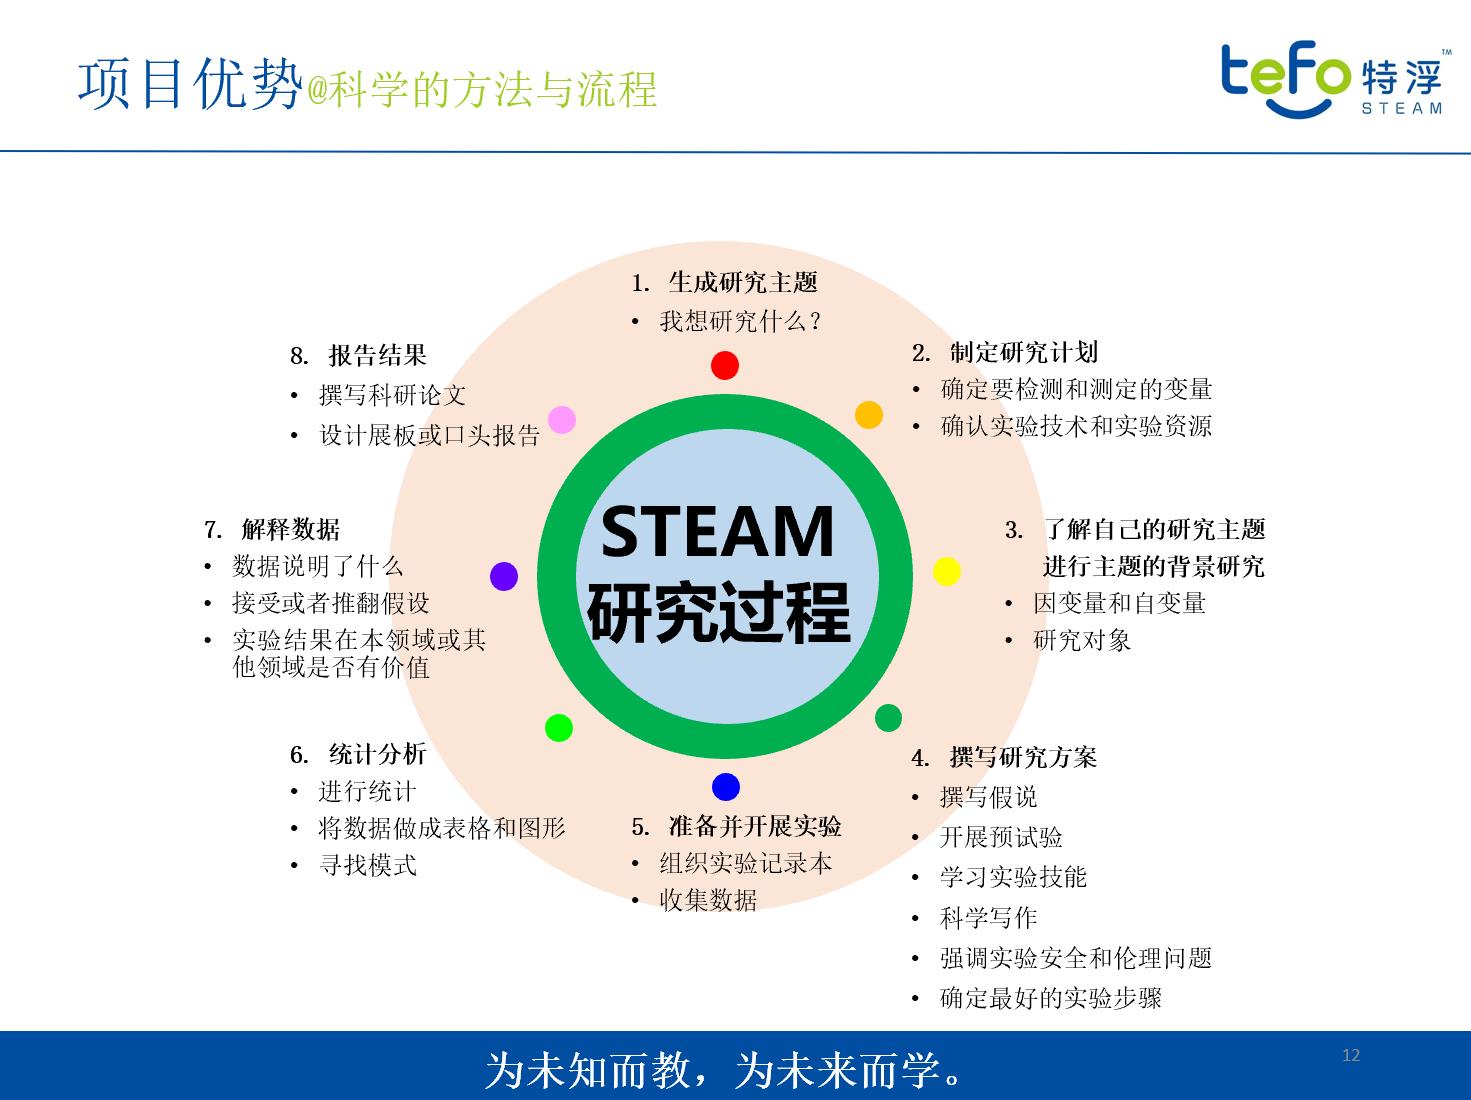 项目优势@科学的方法与流程
tefo 特浮 TM
STEAM
1. 生成研究主题
• 我想研究什么？
2. 制定研究计划
• 确定要检测和测定的变量
• 确认实验技术和实验资源
3. 了解自己的研究主题
进行主题的背景研究
• 因变量和自变量
• 研究对象
4. 撰写研究方案
• 撰写假说
• 开展预试验
• 学习实验技能
• 科学写作
• 强调实验安全和伦理问题
• 确定最好的实验步骤
5. 准备并开展实验
• 组织实验记录本
• 收集数据
6. 统计分析
• 进行统计
• 将数据做成表格和图形
• 寻找模式
7. 解释数据
• 数据说明了什么
• 接受或者推翻假设
• 实验结果在本领域或其
他领域是否有价值
8. 报告结果
• 撰写科研论文
• 设计展板或口头报告
STEAM
研究过程
为未知而教，为未来而学。
12